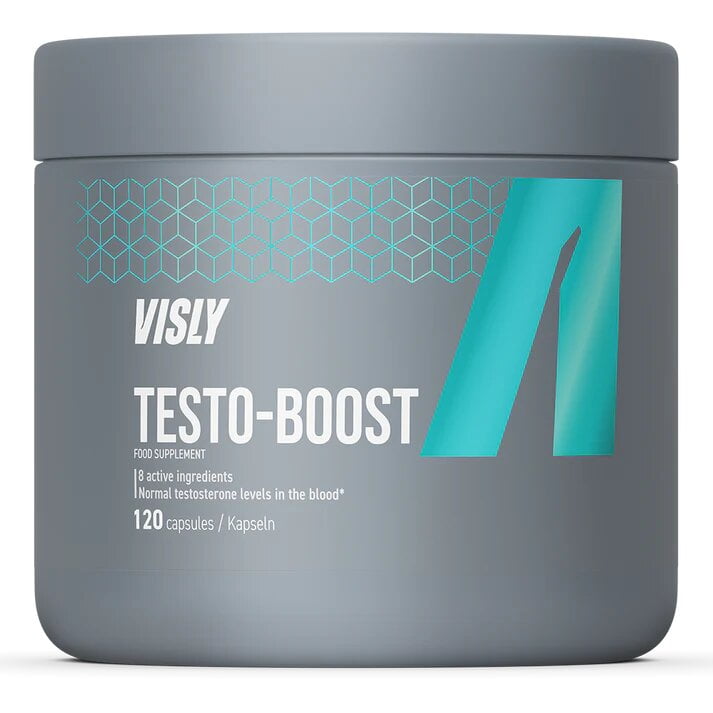 VISLY
TESTO-BOOST
FOOD SUPPLEMENT
8 active ingredients
Normal testosterone levels in the blood*
120 capsules / Kapseln